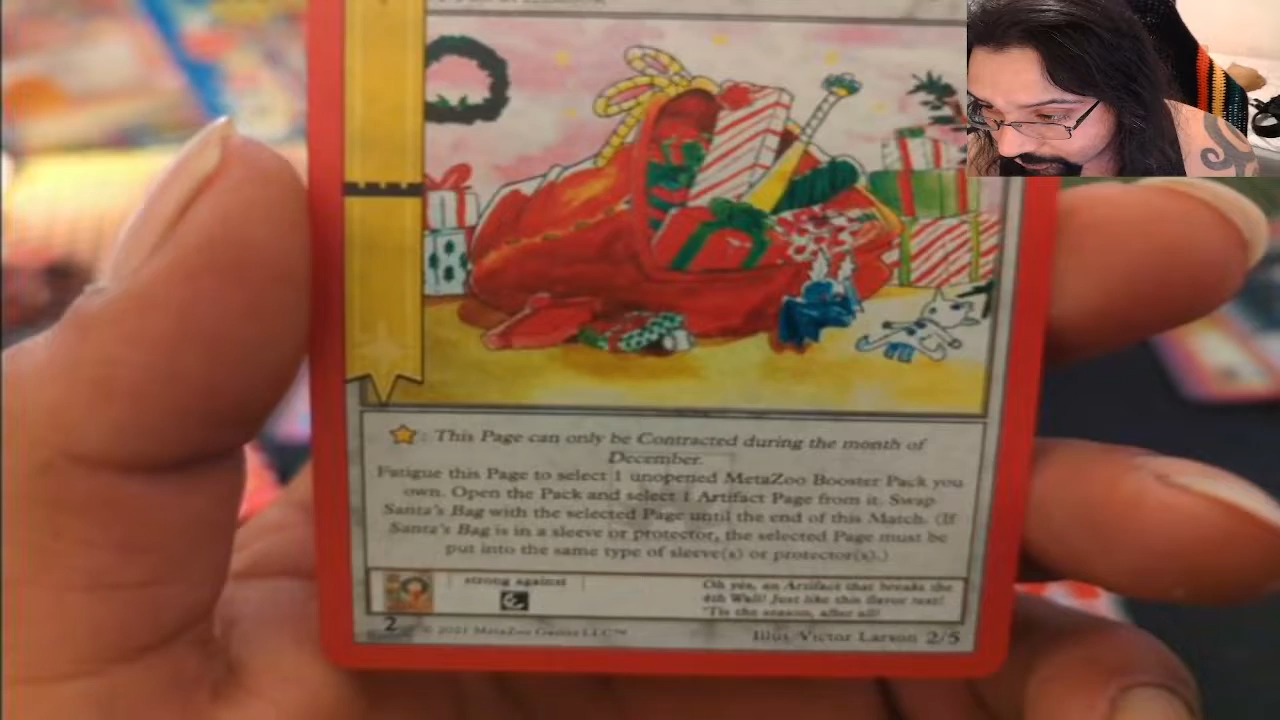 : This Page can only be Contracted during the month of
December.
Fatigue this Page to select 1 unopened MetaZoo Booster Pack you
own. Open the Pack and select 1 Artifact Page from it. Swap
Santa's Bag with the selected Page until the end of this Match. (If
Santa's Bag is in a sleeve or protector, the selected Page must be
put into the same type of sleeve(s) or protector(s).)
strong against
Oh yes, an Artifact that breaks the
4th Wall! Just like this flavor text!
'Tis the season, after all!
2
© 2021 MetaZoo Games LLC™
Illus Victor Larson 2/5